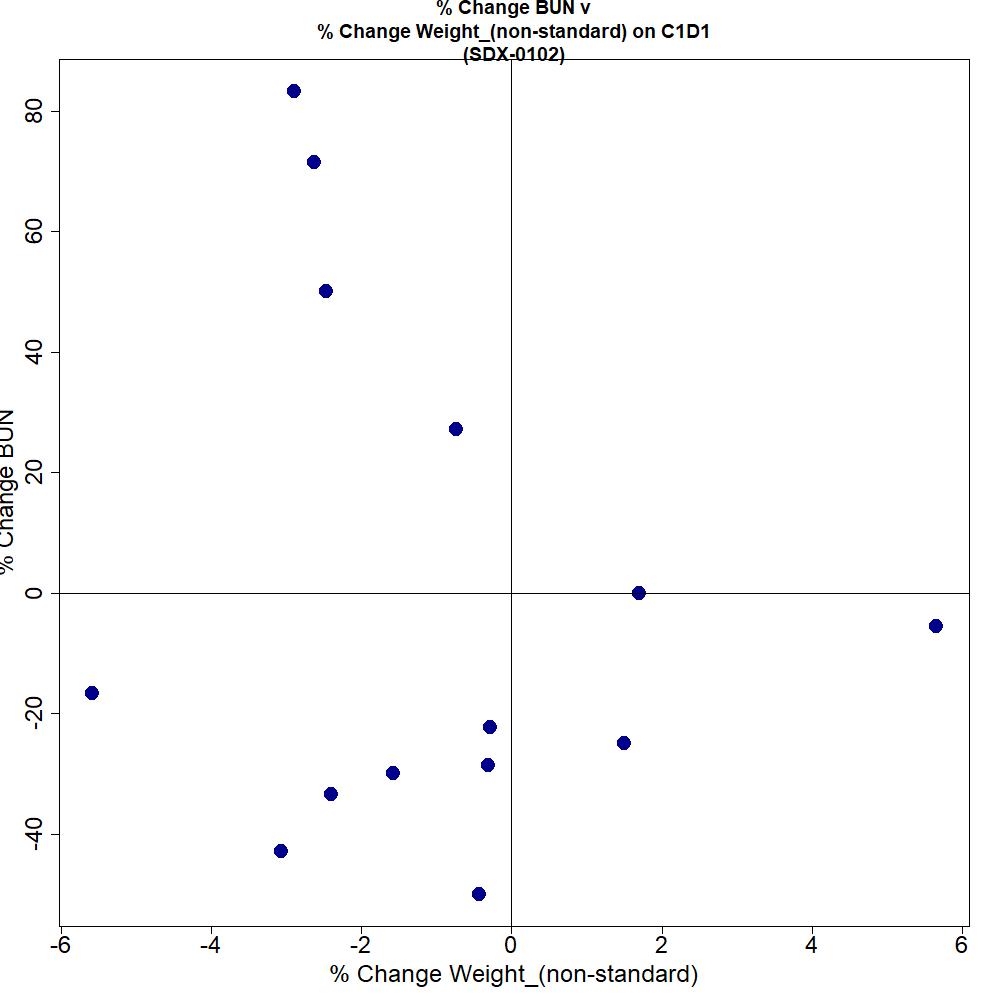 % Change BUN v
% Change Weight_(non-standard) on C1D1
(SDX-0102)
80
60
40
20
0
-20
-40
% Change BUN
-6
-4
-2
0
2
4
6
% Change Weight_(non-standard)